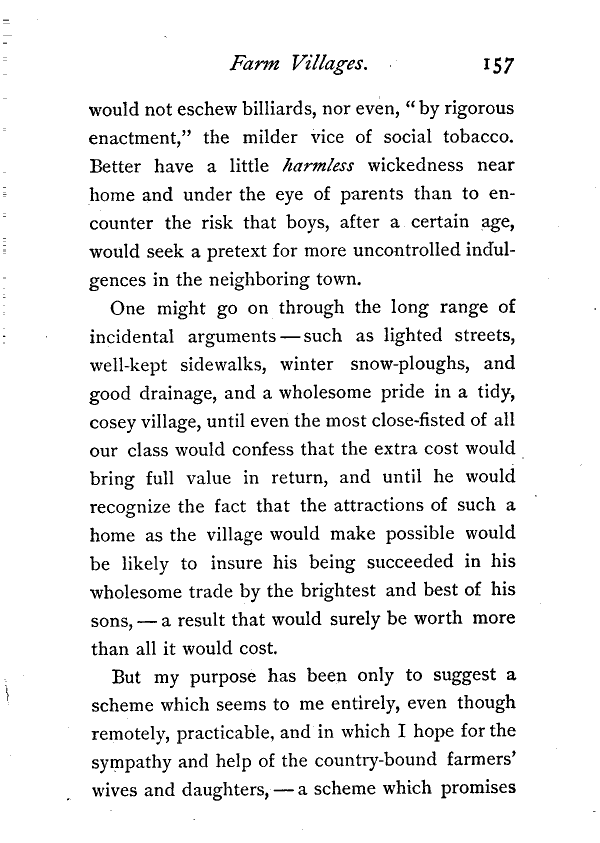 Farm Villages. 157
would not eschew billiards, nor even, “by rigorous
enactment,” the milder vice of social tobacco.
Better have a little harmless wickedness near
home and under the eye of parents than to en-
counter the risk that boys, after a certain age,
would seek a pretext for more uncontrolled indul-
gences in the neighboring town.
One might go on through the long range of
incidental arguments — such as lighted streets,
well-kept sidewalks, winter snow-ploughs, and
good drainage, and a wholesome pride in a tidy,
cosey village, until even the most close-fisted of all
our class would confess that the extra cost would
bring full value in return, and until he would
recognize the fact that the attractions of such a
home as the village would make possible would
be likely to insure his being succeeded in his
wholesome trade by the brightest and best of his
sons, — a result that would surely be worth more
than all it would cost.
But my purpose has been only to suggest a
scheme which seems to me entirely, even though
remotely, practicable, and in which I hope for the
sympathy and help of the country-bound farmers’
wives and daughters, — a scheme which promises